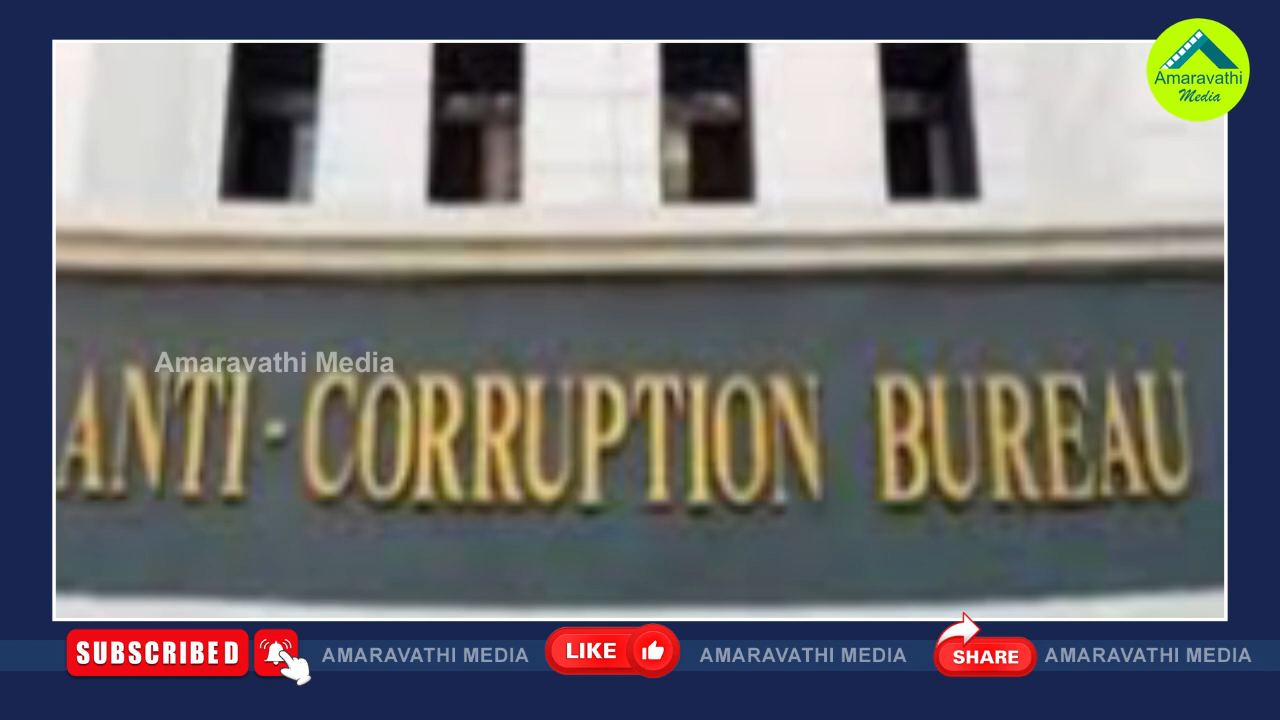 Amaravathi
Media
Amaravathi Media
ANTI-CORRUPTION BUREAU
SUBSCRIBED
AMARAVATHI MEDIA
LIKE
AMARAVATHI MEDIA
SHARE
AMARAVATHI MEDIA